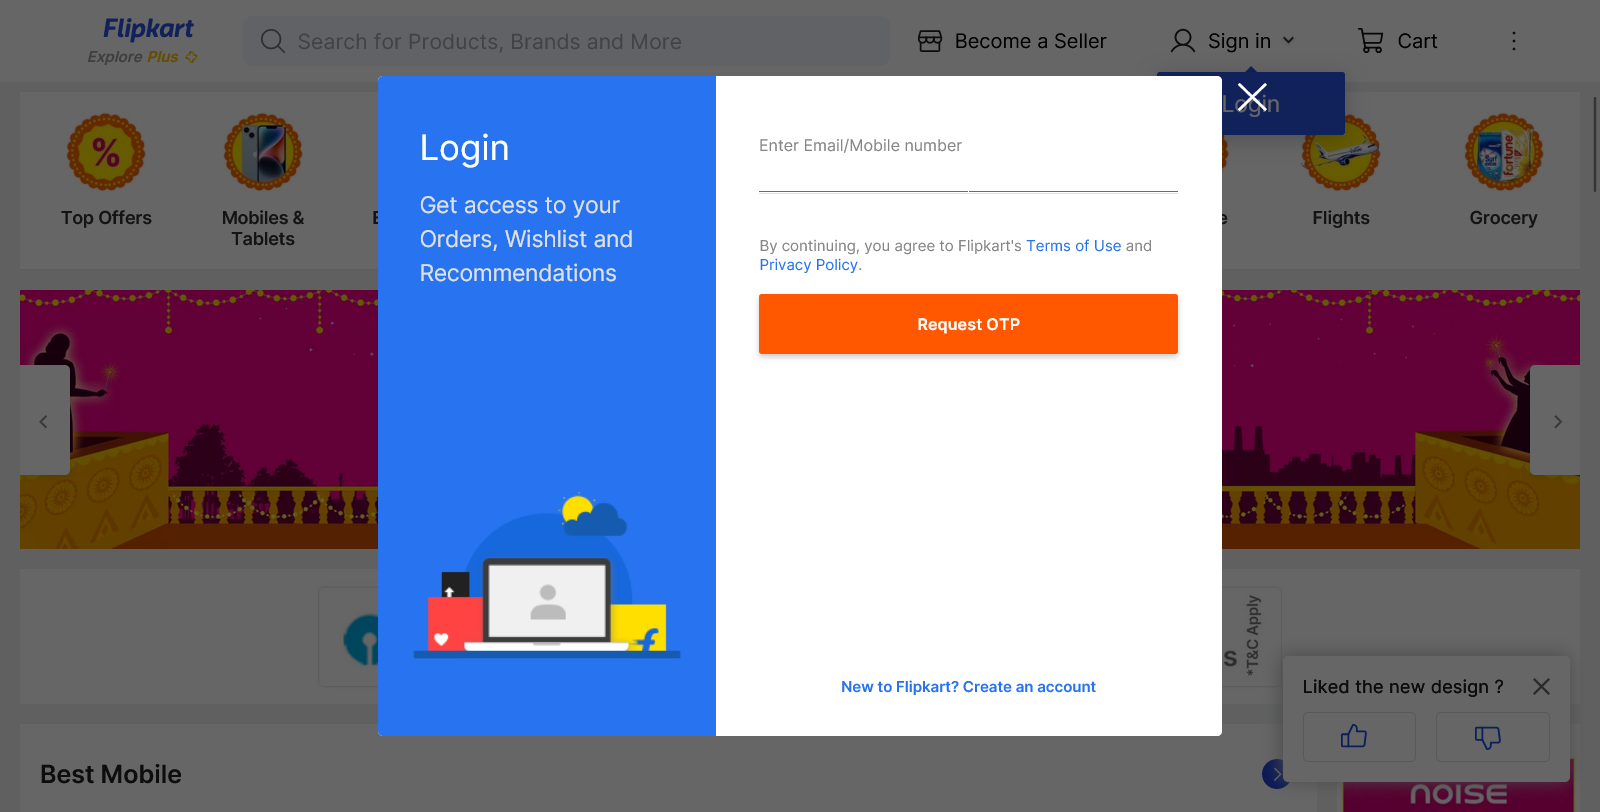 Flipkart
Explore Plus
Search for Products, Brands and More
Become a Seller
Sign in
Cart
Login
Top Offers
Mobiles &
Tablets
Flights
Grocery
Login
Get access to your
Orders, Wishlist and
Recommendations
Enter Email/Mobile number
By continuing, you agree to Flipkart's Terms of Use and
Privacy Policy.
Request OTP
New to Flipkart? Create an account
*T&C Apply
Liked the new design ?
Best Mobile
noise